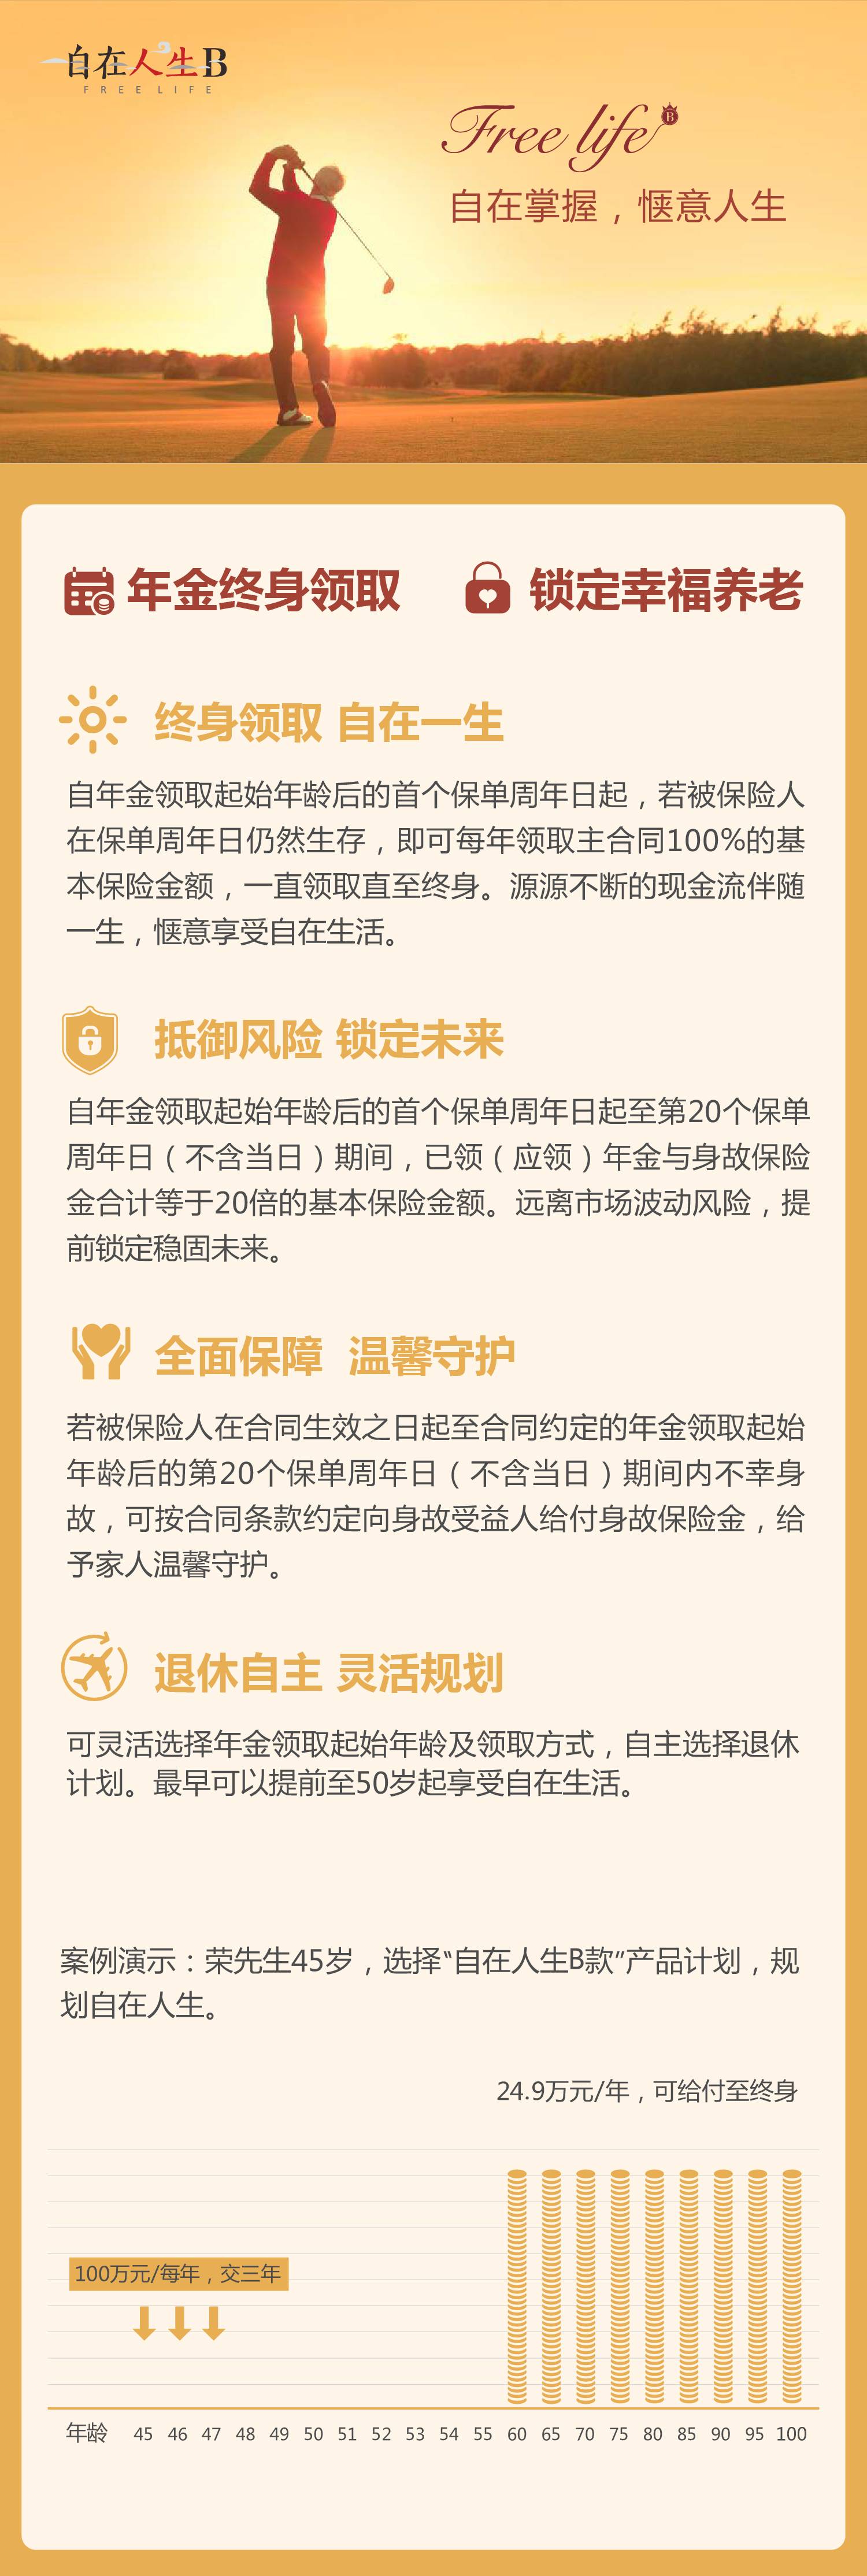 自在人生B
FREE LIFE
Free life B
自在掌握，惬意人生
年金终身领取 锁定幸福养老
终身领取 自在一生
自年金领取起始年龄后的首个保单周年日起，若被保险人
在保单周年日仍然生存，即可每年领取主合同100%的基
本保险金额，一直领取直至终身。源源不断的现金流伴随
一生，惬意享受自在生活。
抵御风险 锁定未来
自年金领取起始年龄后的首个保单周年日起至第20个保单
周年日（不含当日）期间，已领（应领）年金与身故保险
金合计等于20倍的基本保险金额。远离市场波动风险，提
前锁定稳固未来。
全面保障 温馨守护
若被保险人在合同生效之日起至合同约定的年金领取起始
年龄后的第20个保单周年日（不含当日）期间内不幸身
故，可按合同条款约定向身故受益人给付身故保险金，给
予家人温馨守护。
退休自主 灵活规划
可灵活选择年金领取起始年龄及领取方式，自主选择退休
计划。最早可以提前至50岁起享受自在生活。
案例演示：荣先生45岁，选择“自在人生B款”产品计划，规
划自在人生。
24.9万元/年，可给付至终身
100万元/每年，交三年
年龄 45 46 47 48 49 50 51 52 53 54 55 60 65 70 75 80 85 90 95 100